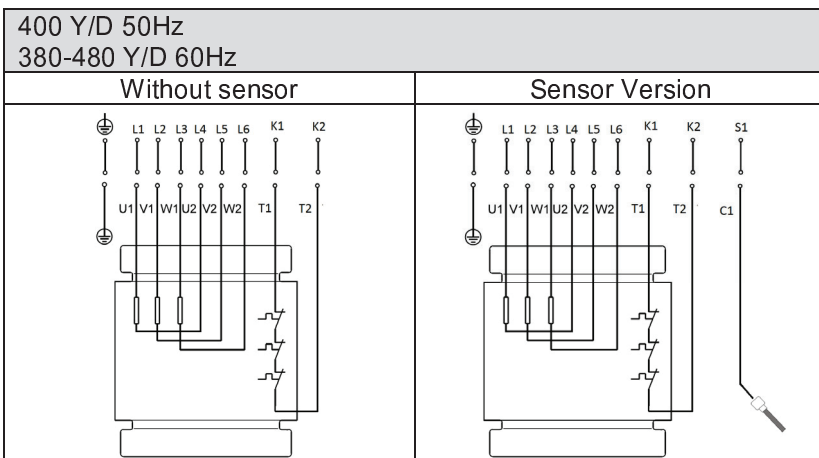 400 Y/D 50Hz
380-480 Y/D 60Hz
Without sensor
Sensor Version
L1 L2 L3 L4 L5 L6 K1 K2
U1 V1 W1 U2 V2 W2 T1 T2
L1 L2 L3 L4 L5 L6 K1 K2 S1
U1 V1 W1 U2 V2 W2 T1 T2 C1